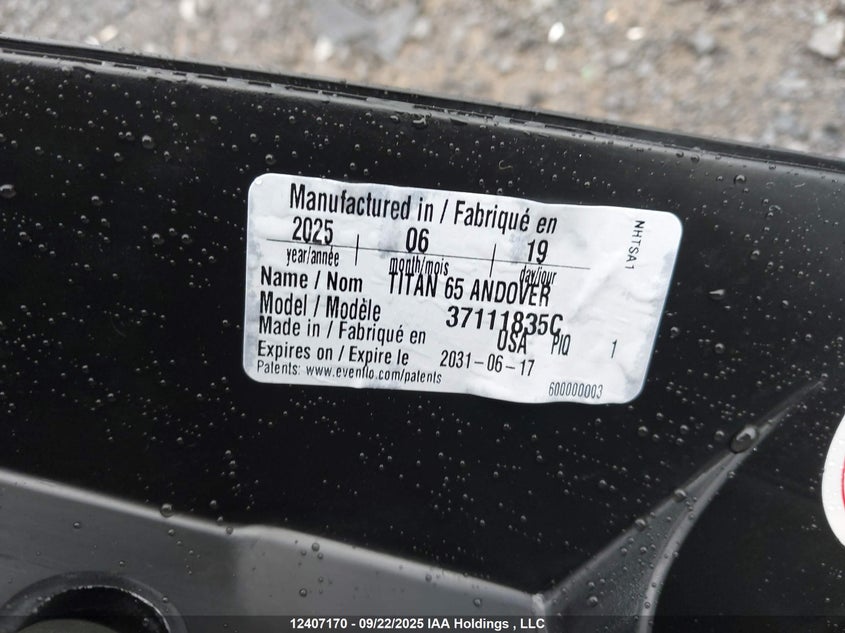 Manufactured in / Fabriqué en
2025 | 06 | 19
year/année month/mois day/jour
Name / Nom TITAN 65 ANDOVER
Model / Modèle 37111835C
Made in / Fabriqué en USA PIQ 1
Expires on / Expire le 2031-06-17
Patents: www.evenflo.com/patents
600000003
NHTSA1
12407170 - 09/22/2025 IAA Holdings , LLC